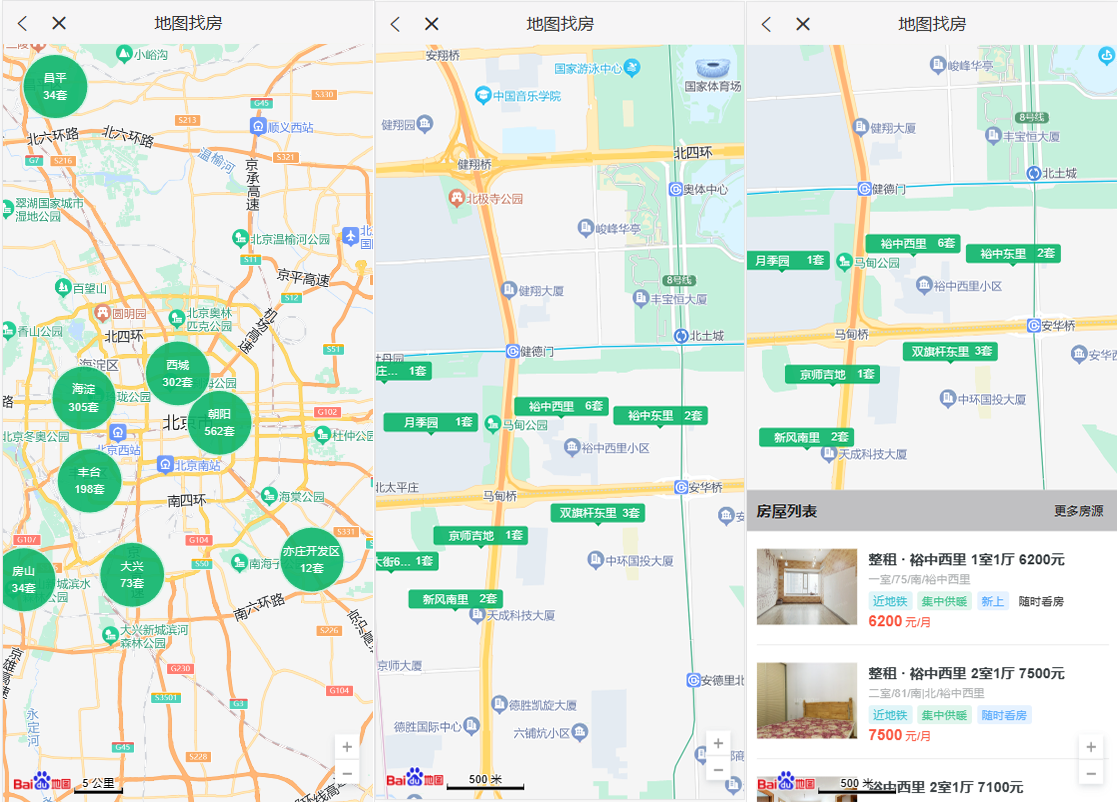 地图找房
小峪沟
昌平
34套
S330
G45
S213
顺义西站
北六环路
北六环路
G7
S216
S321
温榆河
京承高速
翠湖国家城市
湿地公园
北京温榆河公园
S11
京平高速
S12
百望山
圆明园
北京奥林
匹克公园
机场高速
香山公园
北四环
S51
海淀区
西城
302套
海淀
305套
朝阳
562套
G102
北京冬奥公园
北京西站
杜仲公园
北京南站
丰台
198套
南四环
海棠公园
S331
G107
G104
亦庄开发区
12套
房山
34套
大兴
73套
S50
南海子公园
南六环路
大兴新城滨河
森林公园
S226
G230
G104
京雄高速
S3501
G3
永定河
G45
S228
Bai du 地图
5 公里
+
−
地图找房
安翔桥
国家游泳中心
国家体育场
中国音乐学院
健翔园
北四环
健翔桥
奥体中心
北极寺公园
峻峰华亭
8号线
健翔大厦
丰宝恒大厦
北土城
牡丹园
健德门
庄... 1套
裕中西里 6套
裕中东里 2套
月季园 1套
马甸公园
裕中西里小区
北太平庄
马甸桥
安华桥
双旗杆东里 3套
京师吉地 1套
大街6... 1套
中环国投大厦
新风南里 2套
天成科技大厦
京师大厦
安德里北
德胜凯旋大厦
德胜国际中心
六铺炕小区
Bai du 地图
500 米
+
−
地图找房
峻峰华亭
8号线
健翔大厦
丰宝恒大厦
北土城
健德门
裕中西里 6套
裕中东里 2套
月季园 1套
马甸公园
裕中西里小区
安华桥
马甸桥
双旗杆东里 3套
安华西
京师吉地 1套
中环国投大厦
新风南里 2套
天成科技大厦
房屋列表 更多房源
整租 · 裕中西里 1室1厅 6200元
一室/75/南/裕中西里
近地铁 集中供暖 新上 随时看房
6200 元/月
整租 · 裕中西里 2室1厅 7500元
二室/81/南|北/裕中西里
近地铁 集中供暖 随时看房
7500 元/月
中西里 2室1厅 7100元
Bai du 地图
500 米
+
−